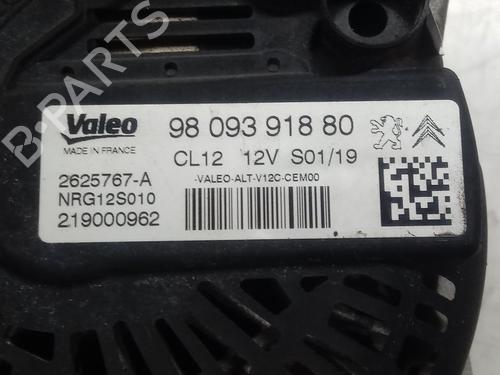 Valeo
MADE IN FRANCE
98 093 918 80
CL12 12V S01/19
2625767-A
NRG12S010
219000962
-VALEO-ALT-V12C-CEM00
B-PARTS